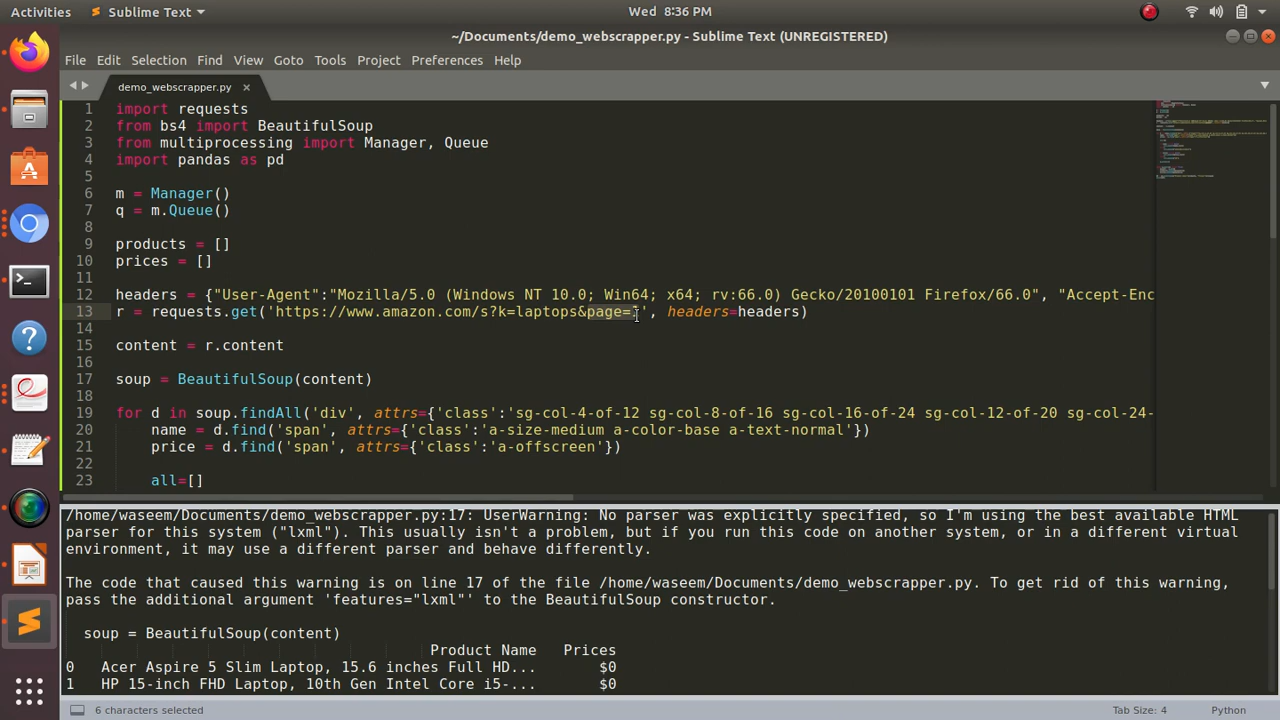 Activities
Sublime Text
Wed 8:36 PM
~/Documents/demo_webscrapper.py - Sublime Text (UNREGISTERED)
File Edit Selection Find View Goto Tools Project Preferences Help
demo_webscrapper.py
1 import requests
2 from bs4 import BeautifulSoup
3 from multiprocessing import Manager, Queue
4 import pandas as pd
5
6 m = Manager()
7 q = m.Queue()
8
9 products = []
10 prices = []
11
12 headers = {"User-Agent":"Mozilla/5.0 (Windows NT 10.0; Win64; x64; rv:66.0) Gecko/20100101 Firefox/66.0", "Accept-Enc
13 r = requests.get('https://www.amazon.com/s?k=laptops&page=', headers=headers)
14
15 content = r.content
16
17 soup = BeautifulSoup(content)
18
19 for d in soup.findAll('div', attrs={'class':'sg-col-4-of-12 sg-col-8-of-16 sg-col-16-of-24 sg-col-12-of-20 sg-col-24-
20 name = d.find('span', attrs={'class':'a-size-medium a-color-base a-text-normal'})
21 price = d.find('span', attrs={'class':'a-offscreen'})
22
23 all=[]
/home/waseem/Documents/demo_webscrapper.py:17: UserWarning: No parser was explicitly specified, so I'm using the best available HTML
parser for this system ("lxml"). This usually isn't a problem, but if you run this code on another system, or in a different virtual
environment, it may use a different parser and behave differently.
The code that caused this warning is on line 17 of the file /home/waseem/Documents/demo_webscrapper.py. To get rid of this warning,
pass the additional argument 'features="lxml"' to the BeautifulSoup constructor.
soup = BeautifulSoup(content)
Product Name Prices
0 Acer Aspire 5 Slim Laptop, 15.6 inches Full HD... $0
1 HP 15-inch FHD Laptop, 10th Gen Intel Core i5-... $0
6 characters selected
Tab Size: 4
Python